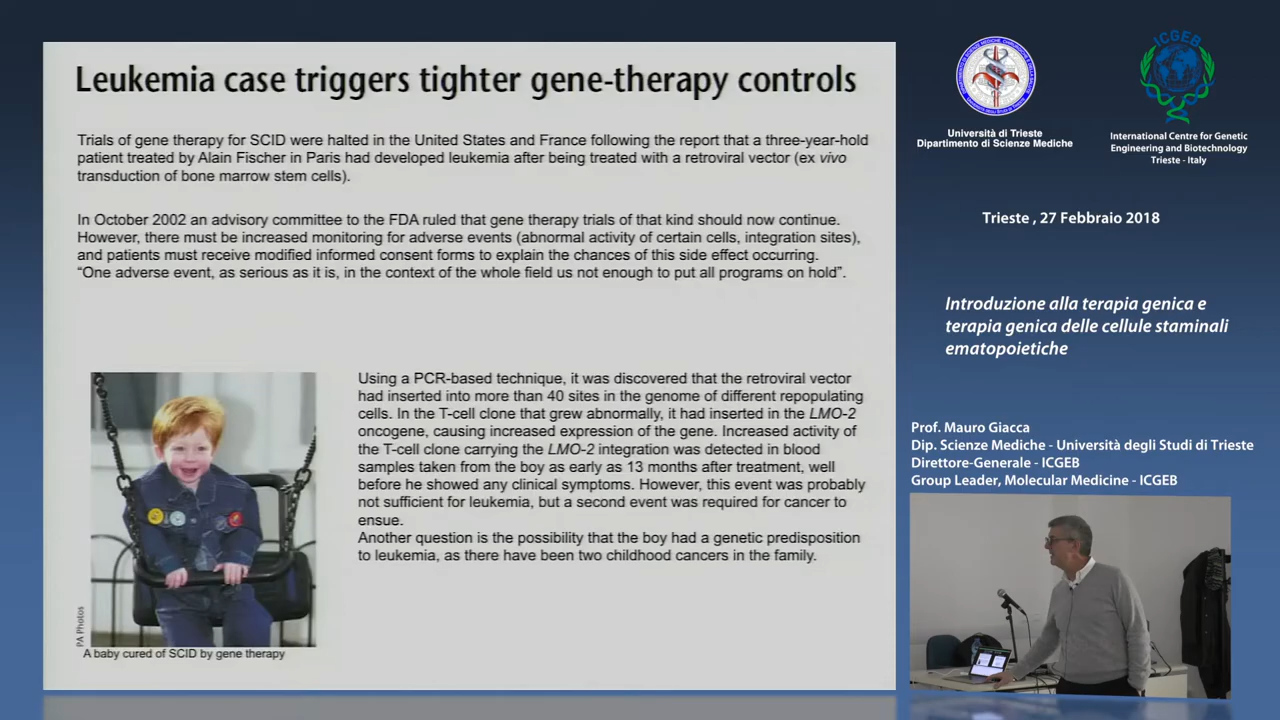 Leukemia case triggers tighter gene-therapy controls
Trials of gene therapy for SCID were halted in the United States and France following the report that a three-year-hold
patient treated by Alain Fischer in Paris had developed leukemia after being treated with a retroviral vector (ex vivo
transduction of bone marrow stem cells).
In October 2002 an advisory committee to the FDA ruled that gene therapy trials of that kind should now continue.
However, there must be increased monitoring for adverse events (abnormal activity of certain cells, integration sites),
and patients must receive modified informed consent forms to explain the chances of this side effect occurring.
“One adverse event, as serious as it is, in the context of the whole field us not enough to put all programs on hold”.
Using a PCR-based technique, it was discovered that the retroviral vector
had inserted into more than 40 sites in the genome of different repopulating
cells. In the T-cell clone that grew abnormally, it had inserted in the LMO-2
oncogene, causing increased expression of the gene. Increased activity of
the T-cell clone carrying the LMO-2 integration was detected in blood
samples taken from the boy as early as 13 months after treatment, well
before he showed any clinical symptoms. However, this event was probably
not sufficient for leukemia, but a second event was required for cancer to
ensue.
Another question is the possibility that the boy had a genetic predisposition
to leukemia, as there have been two childhood cancers in the family.
PA Photos
A baby cured of SCID by gene therapy
ICGEB
Università di Trieste
Dipartimento di Scienze Mediche
International Centre for Genetic
Engineering and Biotechnology
Trieste - Italy
Trieste , 27 Febbraio 2018
Introduzione alla terapia genica e
terapia genica delle cellule staminali
ematopoietiche
Prof. Mauro Giacca
Dip. Scienze Mediche - Università degli Studi di Trieste
Direttore-Generale - ICGEB
Group Leader, Molecular Medicine - ICGEB